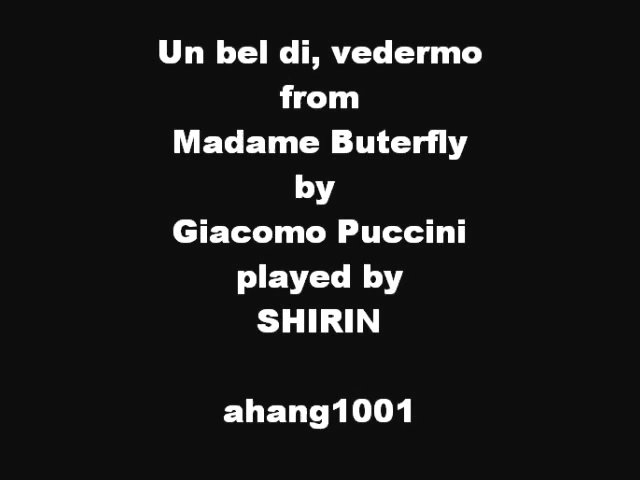 Un bel di, vedermo
from
Madame Buterfly
by
Giacomo Puccini
played by
SHIRIN
ahang1001